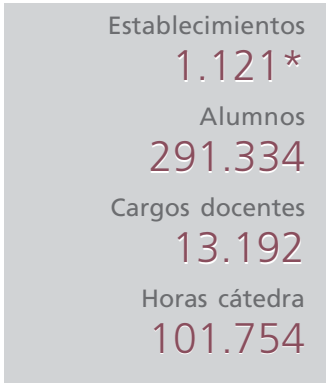 Establecimientos
1.121*
Alumnos
291.334
Cargos docentes
13.192
Horas cátedra
101.754